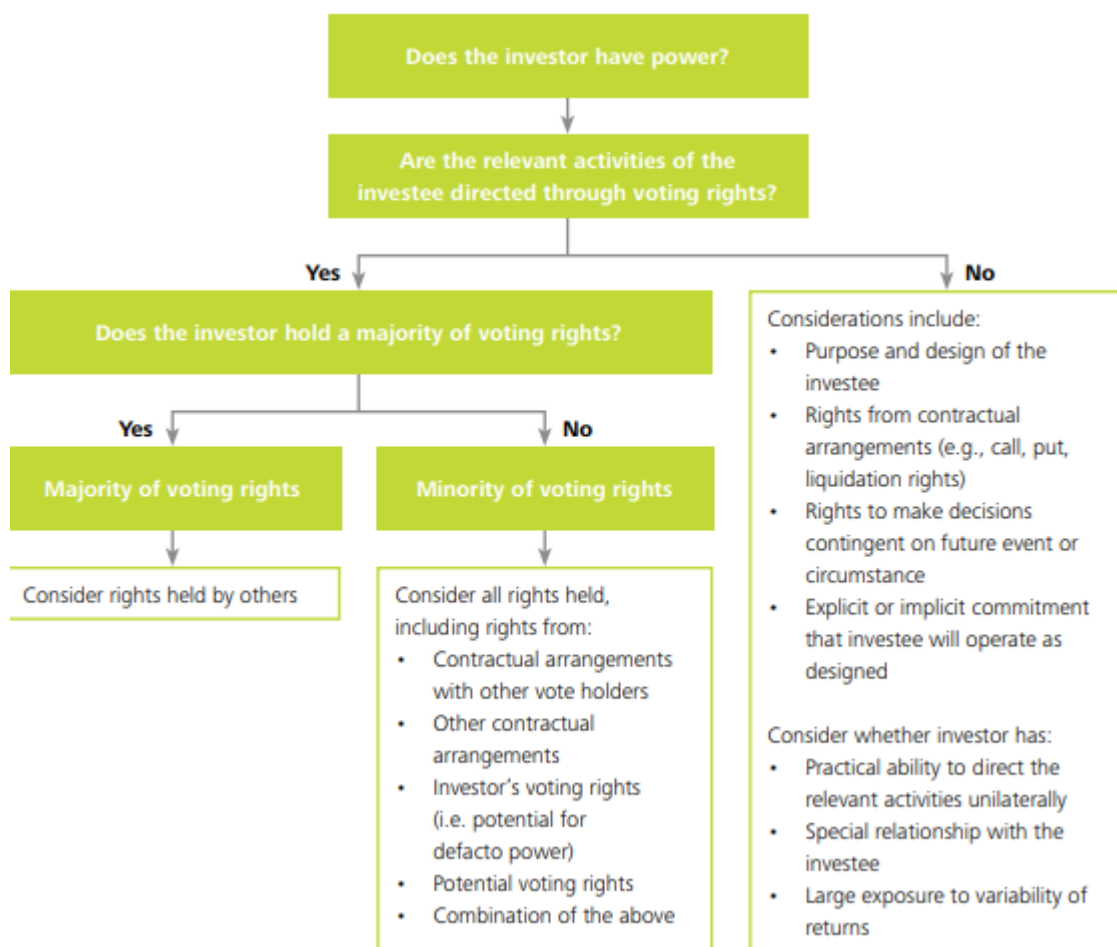 Does the investor have power?
Are the relevant activities of the
investee directed through voting rights?
Yes
No
Does the investor hold a majority of voting rights?
Yes
No
Majority of voting rights
Consider rights held by others
Minority of voting rights
Consider all rights held,
including rights from:
• Contractual arrangements
with other vote holders
• Other contractual
arrangements
• Investor's voting rights
(i.e. potential for
defacto power)
• Potential voting rights
• Combination of the above
Considerations include:
• Purpose and design of the
investee
• Rights from contractual
arrangements (e.g., call, put,
liquidation rights)
• Rights to make decisions
contingent on future event or
circumstance
• Explicit or implicit commitment
that investee will operate as
designed
Consider whether investor has:
• Practical ability to direct the
relevant activities unilaterally
• Special relationship with the
investee
• Large exposure to variability of
returns